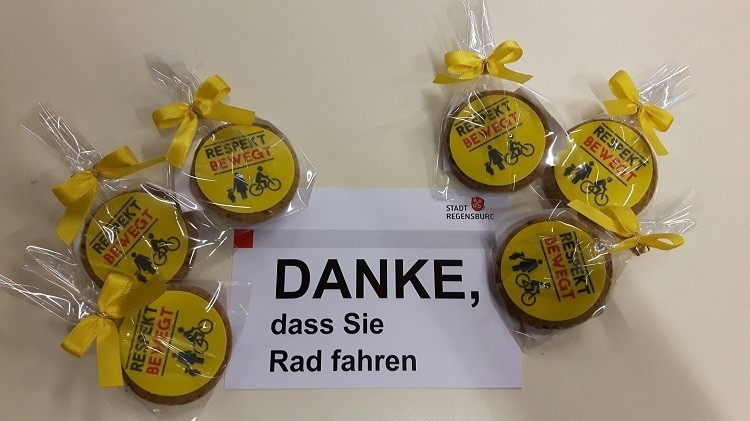 RESPEKT
BEWEGT
RESPEKT
BEWEGT
RESPEKT
BEWEGT
RESPEKT
BEWEGT
RESPEKT
BEWEGT
RESPEKT
BEWEGT
STADT
REGENSBURG
DANKE,
dass Sie
Rad fahren